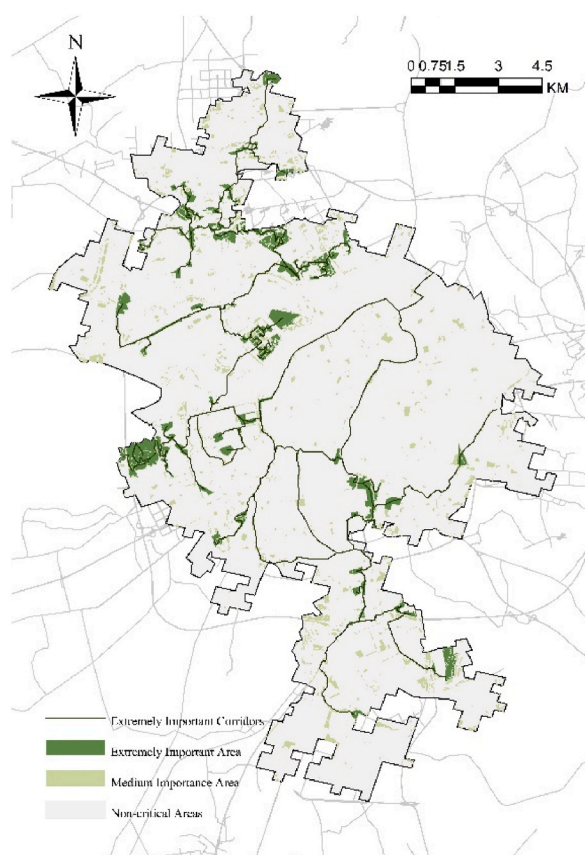 N
0 0.751.5 3 4.5
KM
Extremely Important Corridors
Extremely Important Area
Medium Importance Area
Non-critical Areas